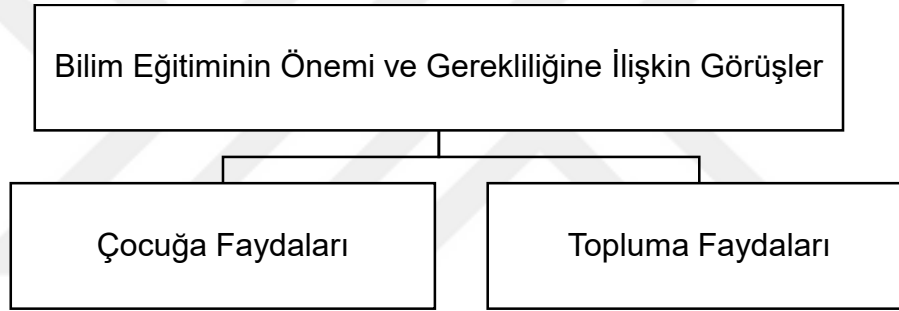 Bilim Eğitiminin Önemi ve Gerekliliğine İlişkin Görüşler
Çocuğa Faydaları
Topluma Faydaları